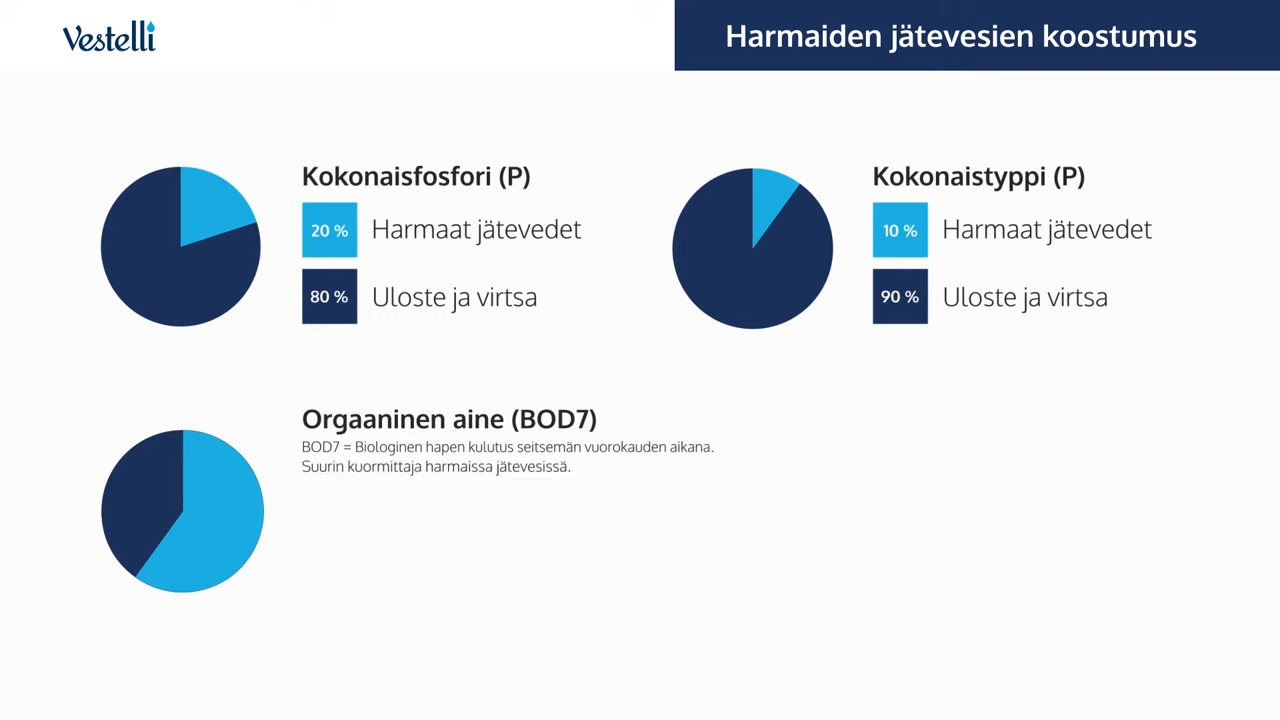 Vestelli
Harmaiden jätevesien koostumus
Kokonaisfosfori (P)
20 % Harmaat jätevedet
80 % Uloste ja virtsa
Kokonaistyppi (P)
10 % Harmaat jätevedet
90 % Uloste ja virtsa
Orgaaninen aine (BOD7)
BOD7 = Biologinen hapen kulutus seitsemän vuorokauden aikana.
Suurin kuormittaja harmaissa jätevesissä.